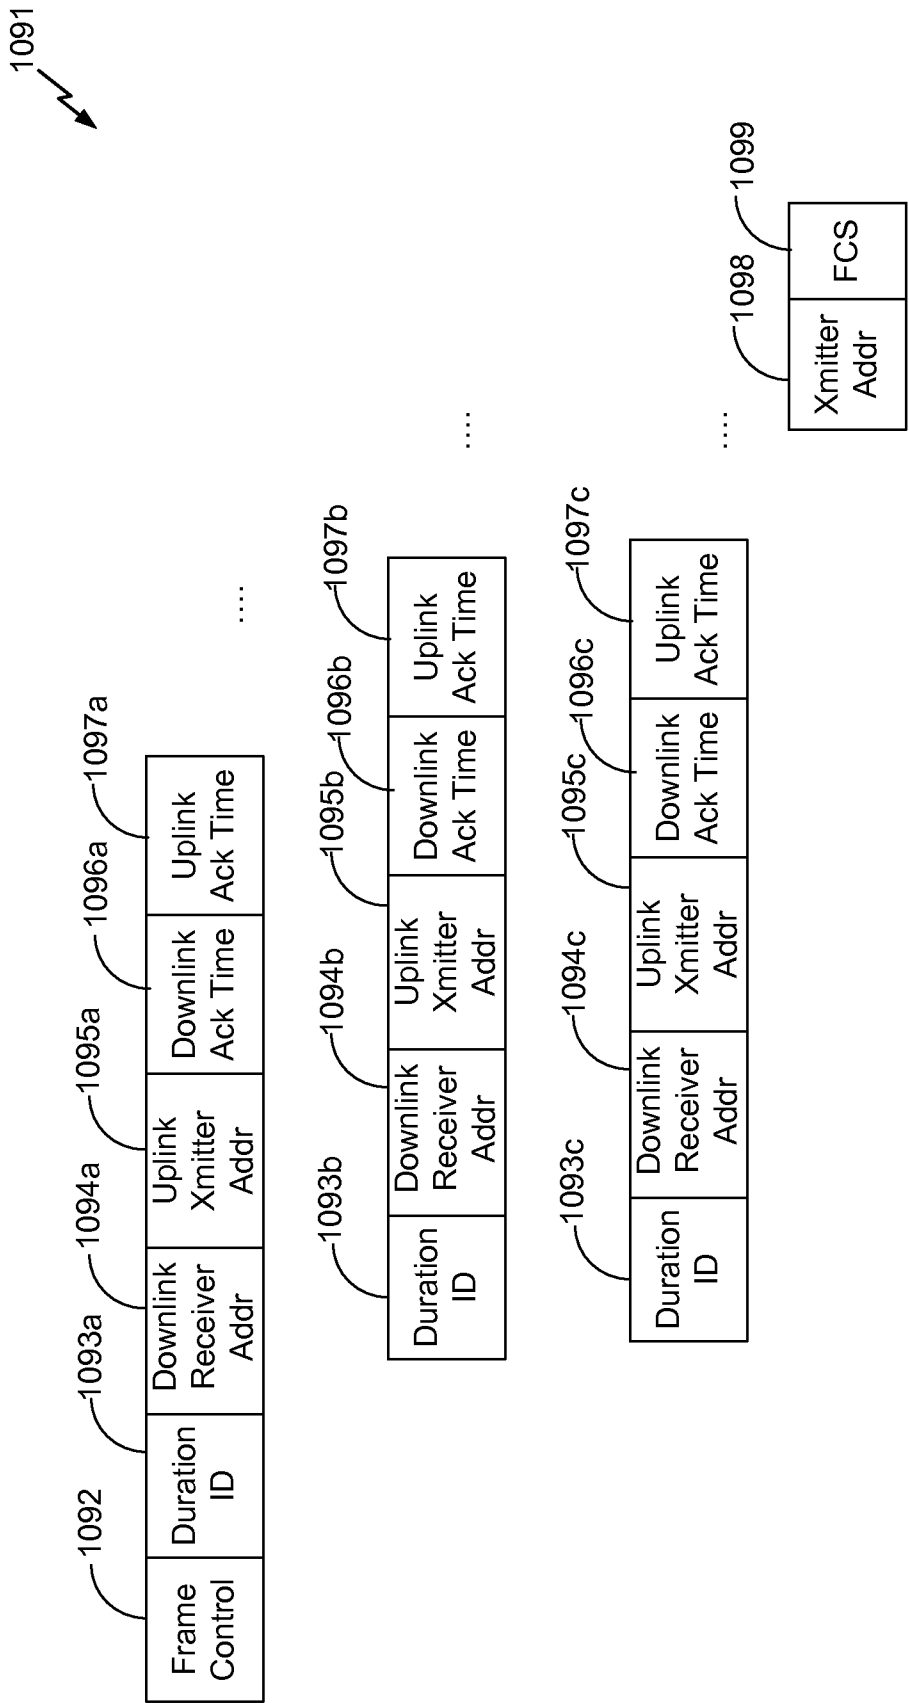 1091
1092
1093a
1094a
1095a
1096a
1097a
Frame
Control
Duration
ID
Downlink
Receiver
Addr
Uplink
Xmitter
Addr
Downlink
Ack Time
Uplink
Ack Time
....
1093b
1094b
1095b
1096b
1097b
Duration
ID
Downlink
Receiver
Addr
Uplink
Xmitter
Addr
Downlink
Ack Time
Uplink
Ack Time
....
1093c
1094c
1095c
1096c
1097c
Duration
ID
Downlink
Receiver
Addr
Uplink
Xmitter
Addr
Downlink
Ack Time
Uplink
Ack Time
....
1098
1099
Xmitter
Addr
FCS